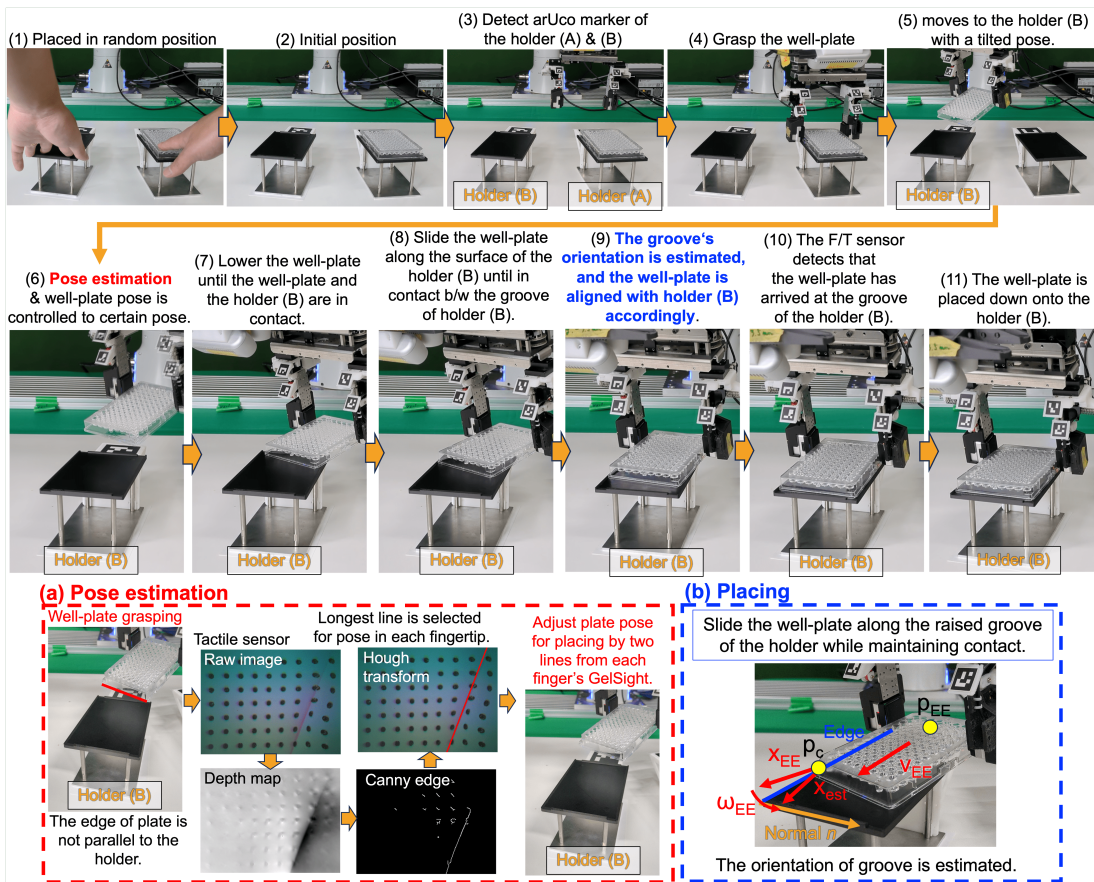 (1) Placed in random position
(2) Initial position
(3) Detect arUco marker of
the holder (A) & (B)
(4) Grasp the well-plate
(5) moves to the holder (B)
with a tilted pose.
Holder (B)
Holder (A)
Holder (B)
(6) Pose estimation
& well-plate pose is
controlled to certain pose.
(7) Lower the well-plate
until the well-plate and
the holder (B) are in
contact.
(8) Slide the well-plate
along the surface of the
holder (B) until in
contact b/w the groove
of holder (B).
(9) The groove‘s
orientation is estimated,
and the well-plate is
aligned with holder (B)
accordingly.
(10) The F/T sensor
detects that
the well-plate has
arrived at the groove
of the holder (B).
(11) The well-plate is
placed down onto the
holder (B).
Holder (B)
Holder (B)
Holder (B)
Holder (B)
Holder (B)
Holder (B)
(a) Pose estimation
Well-plate grasping
Holder (B)
The edge of plate is
not parallel to the
holder.
Tactile sensor
Raw image
Depth map
Longest line is selected
for pose in each fingertip.
Hough
transform
Canny edge
Adjust plate pose
for placing by two
lines from each
finger's GelSight.
Holder (B)
(b) Placing
Slide the well-plate along the raised groove
of the holder while maintaining contact.
pEE
Edge
pc
xEE
vEE
xest
ωEE
Normal n
The orientation of groove is estimated.